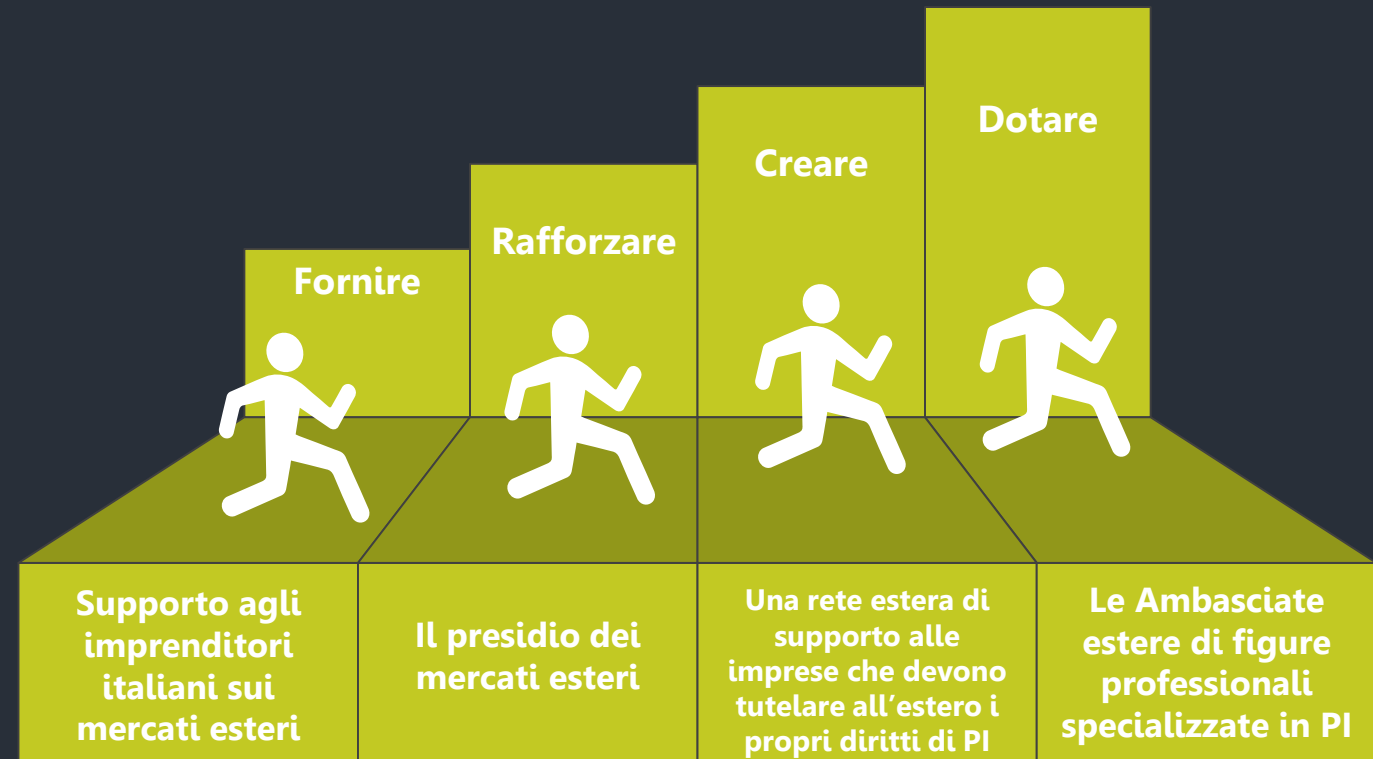 Fornire
Rafforzare
Creare
Dotare
Supporto agli
imprenditori
italiani sui
mercati esteri
Il presidio dei
mercati esteri
Una rete estera di
supporto alle
imprese che devono
tutelare all’estero i
propri diritti di PI
Le Ambasciate
estere di figure
professionali
specializzate in PI